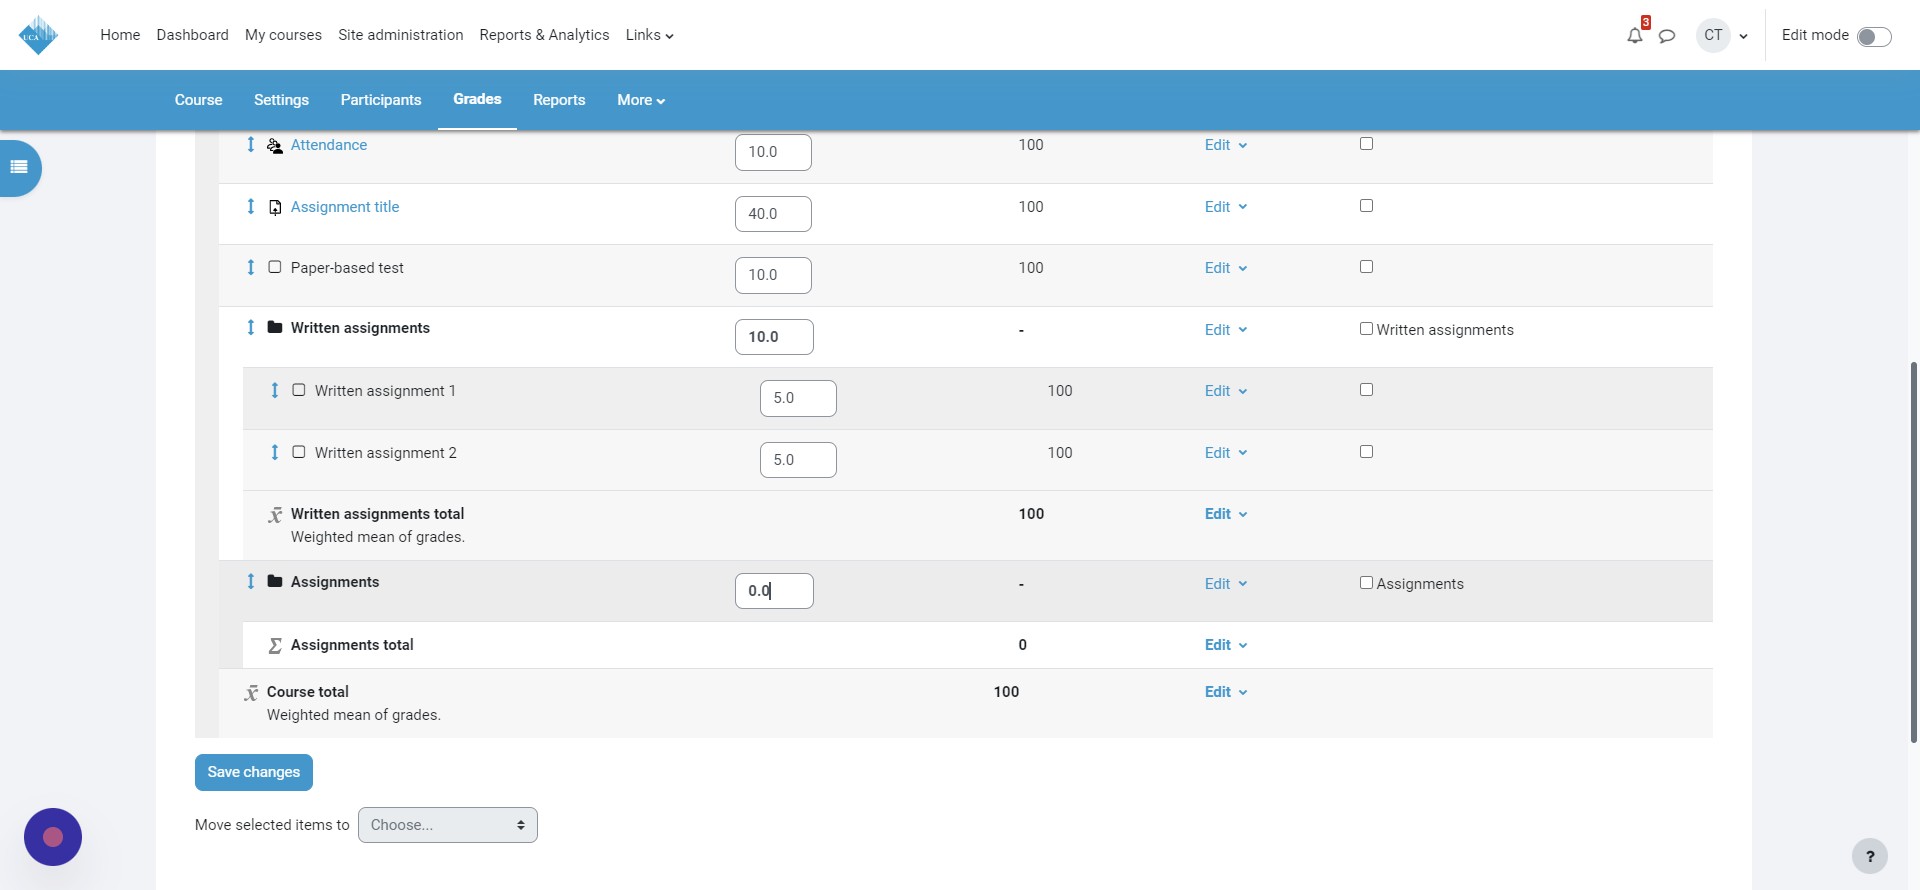 UCA
Home Dashboard My courses Site administration Reports & Analytics Links
3
CT
Edit mode
Course Settings Participants Grades Reports More
Attendance 10.0 100 Edit
Assignment title 40.0 100 Edit
Paper-based test 10.0 100 Edit
Written assignments 10.0 - Edit Written assignments
Written assignment 1 5.0 100 Edit
Written assignment 2 5.0 100 Edit
x̄ Written assignments total 100 Edit
Weighted mean of grades.
Assignments 0.0 - Edit Assignments
Σ Assignments total 0 Edit
x̄ Course total 100 Edit
Weighted mean of grades.
Save changes
Move selected items to Choose...
?